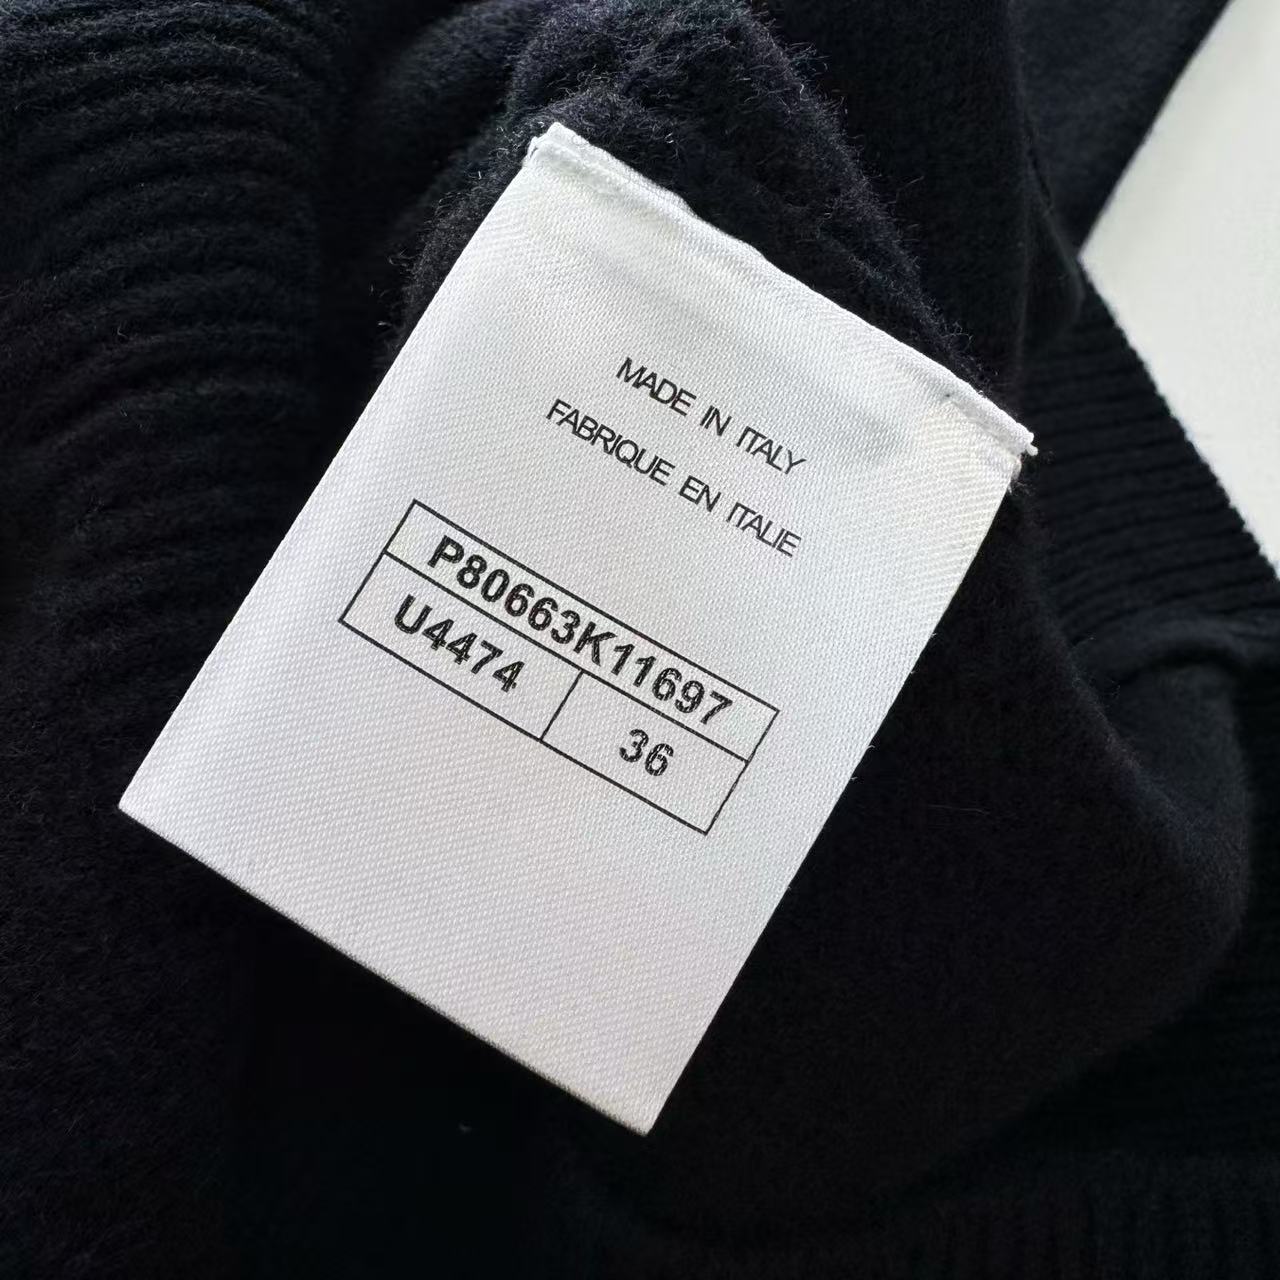 MADE IN ITALY
FABRIQUE EN ITALIE
P80663K11697
U4474 36